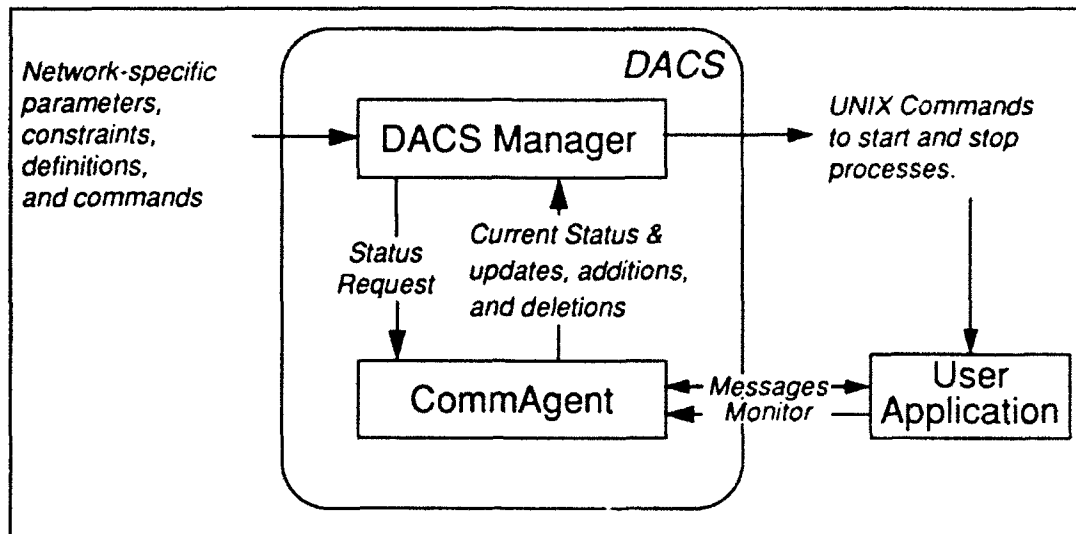 DACS
Network-specific
parameters,
constraints,
definitions,
and commands
DACS Manager
UNIX Commands
to start and stop
processes.
Status
Request
Current Status &
updates, additions,
and deletions
CommAgent
Messages
Monitor
User
Application